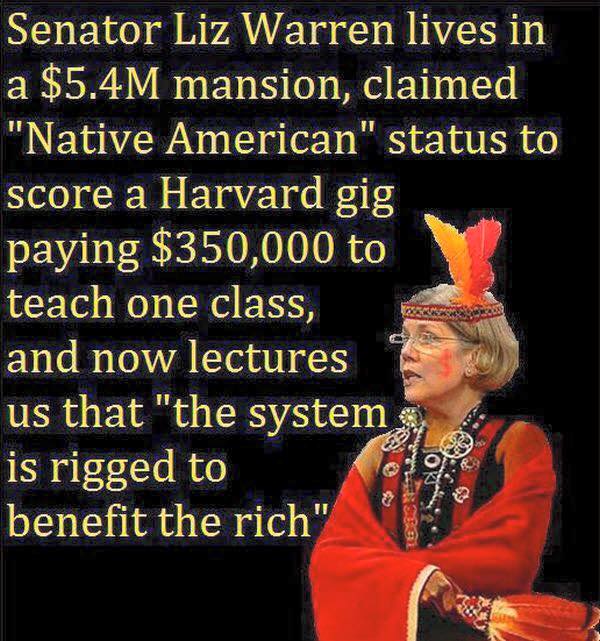 Senator Liz Warren lives in
a $5.4M mansion, claimed
"Native American" status to
score a Harvard gig
paying $350,000 to
teach one class,
and now lectures
us that "the system
is rigged to
benefit the rich"